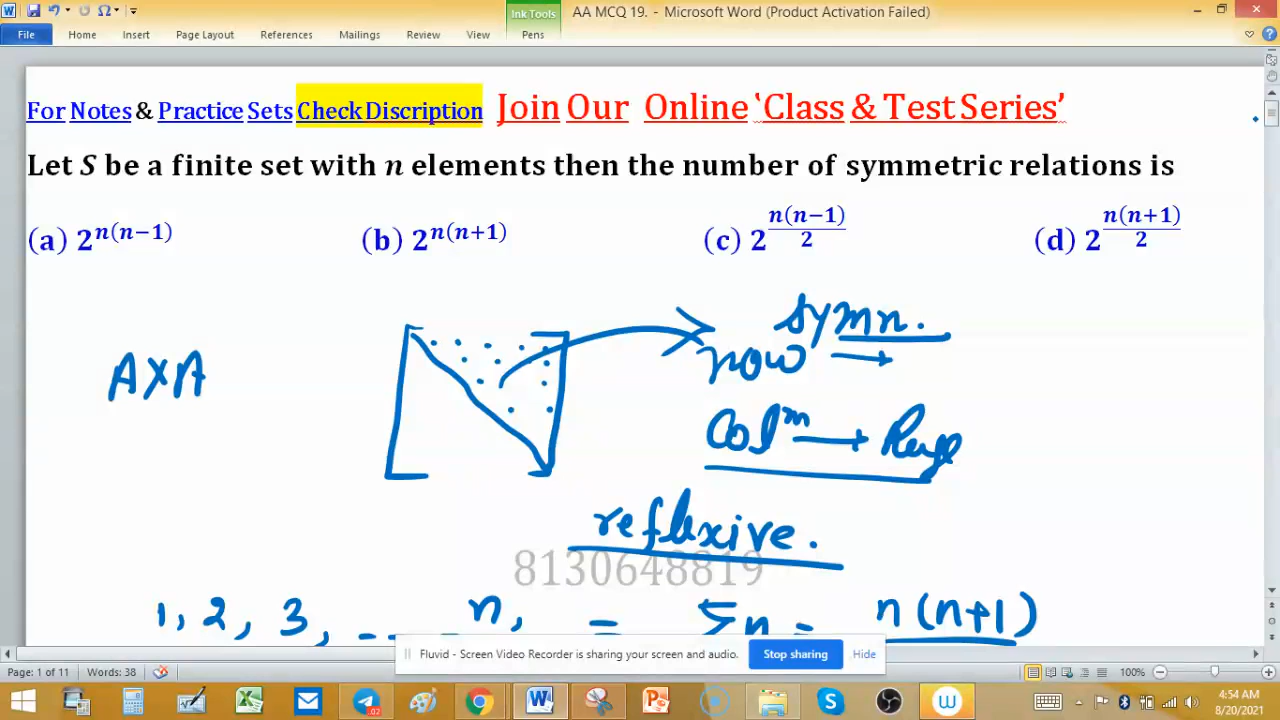 Ink Tools
AA MCQ 19. - Microsoft Word (Product Activation Failed)
File Home Insert Page Layout References Mailings Review View Pens
For Notes & Practice Sets Check Discription Join Our Online 'Class & Test Series'
Let S be a finite set with n elements then the number of symmetric relations is
(a) 2^{n(n−1)} (b) 2^{n(n+1)} (c) 2^{\frac{n(n−1)}{2}} (d) 2^{\frac{n(n+1)}{2}}
symn.
A×A
row →
Col^m →
reflexive.
8130648819
1, 2, 3, .. - n, = Σn = n(n+1)
Fluvid - Screen Video Recorder is sharing your screen and audio. Stop sharing Hide
Page: 1 of 11 Words: 38 100%
4:54 AM
8/20/2021